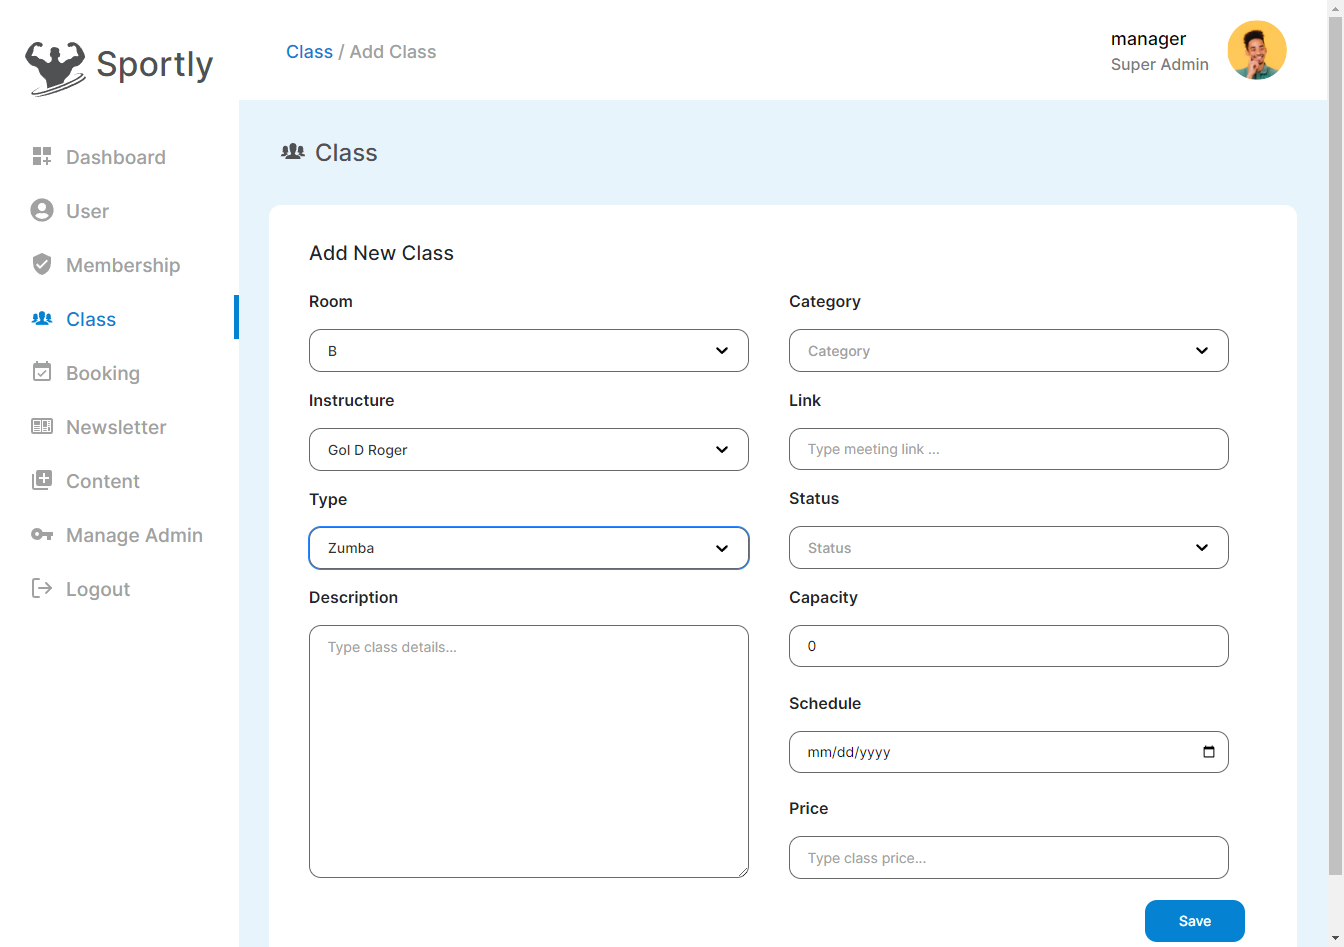 Sportly
Class / Add Class
manager
Super Admin
Dashboard
User
Membership
Class
Booking
Newsletter
Content
Manage Admin
Logout
Class
Add New Class
Room
B
Instructure
Gol D Roger
Type
Zumba
Description
Type class details...
Category
Category
Link
Type meeting link ...
Status
Status
Capacity
0
Schedule
mm/dd/yyyy
Price
Type class price...
Save